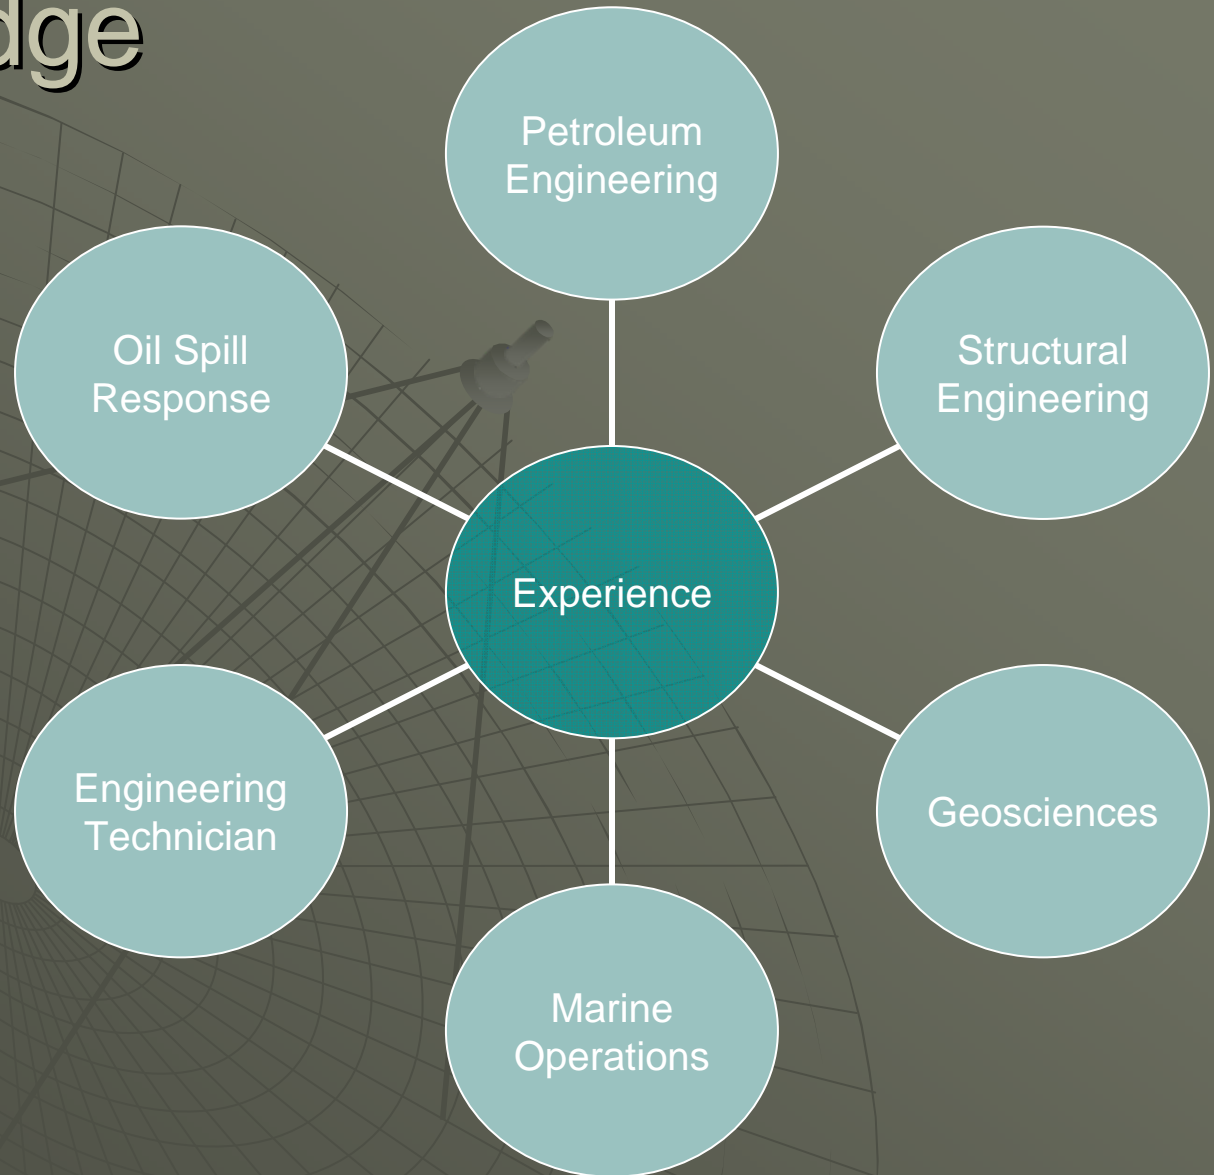 dge
Petroleum
Engineering
Oil Spill
Response
Structural
Engineering
Experience
Engineering
Technician
Geosciences
Marine
Operations